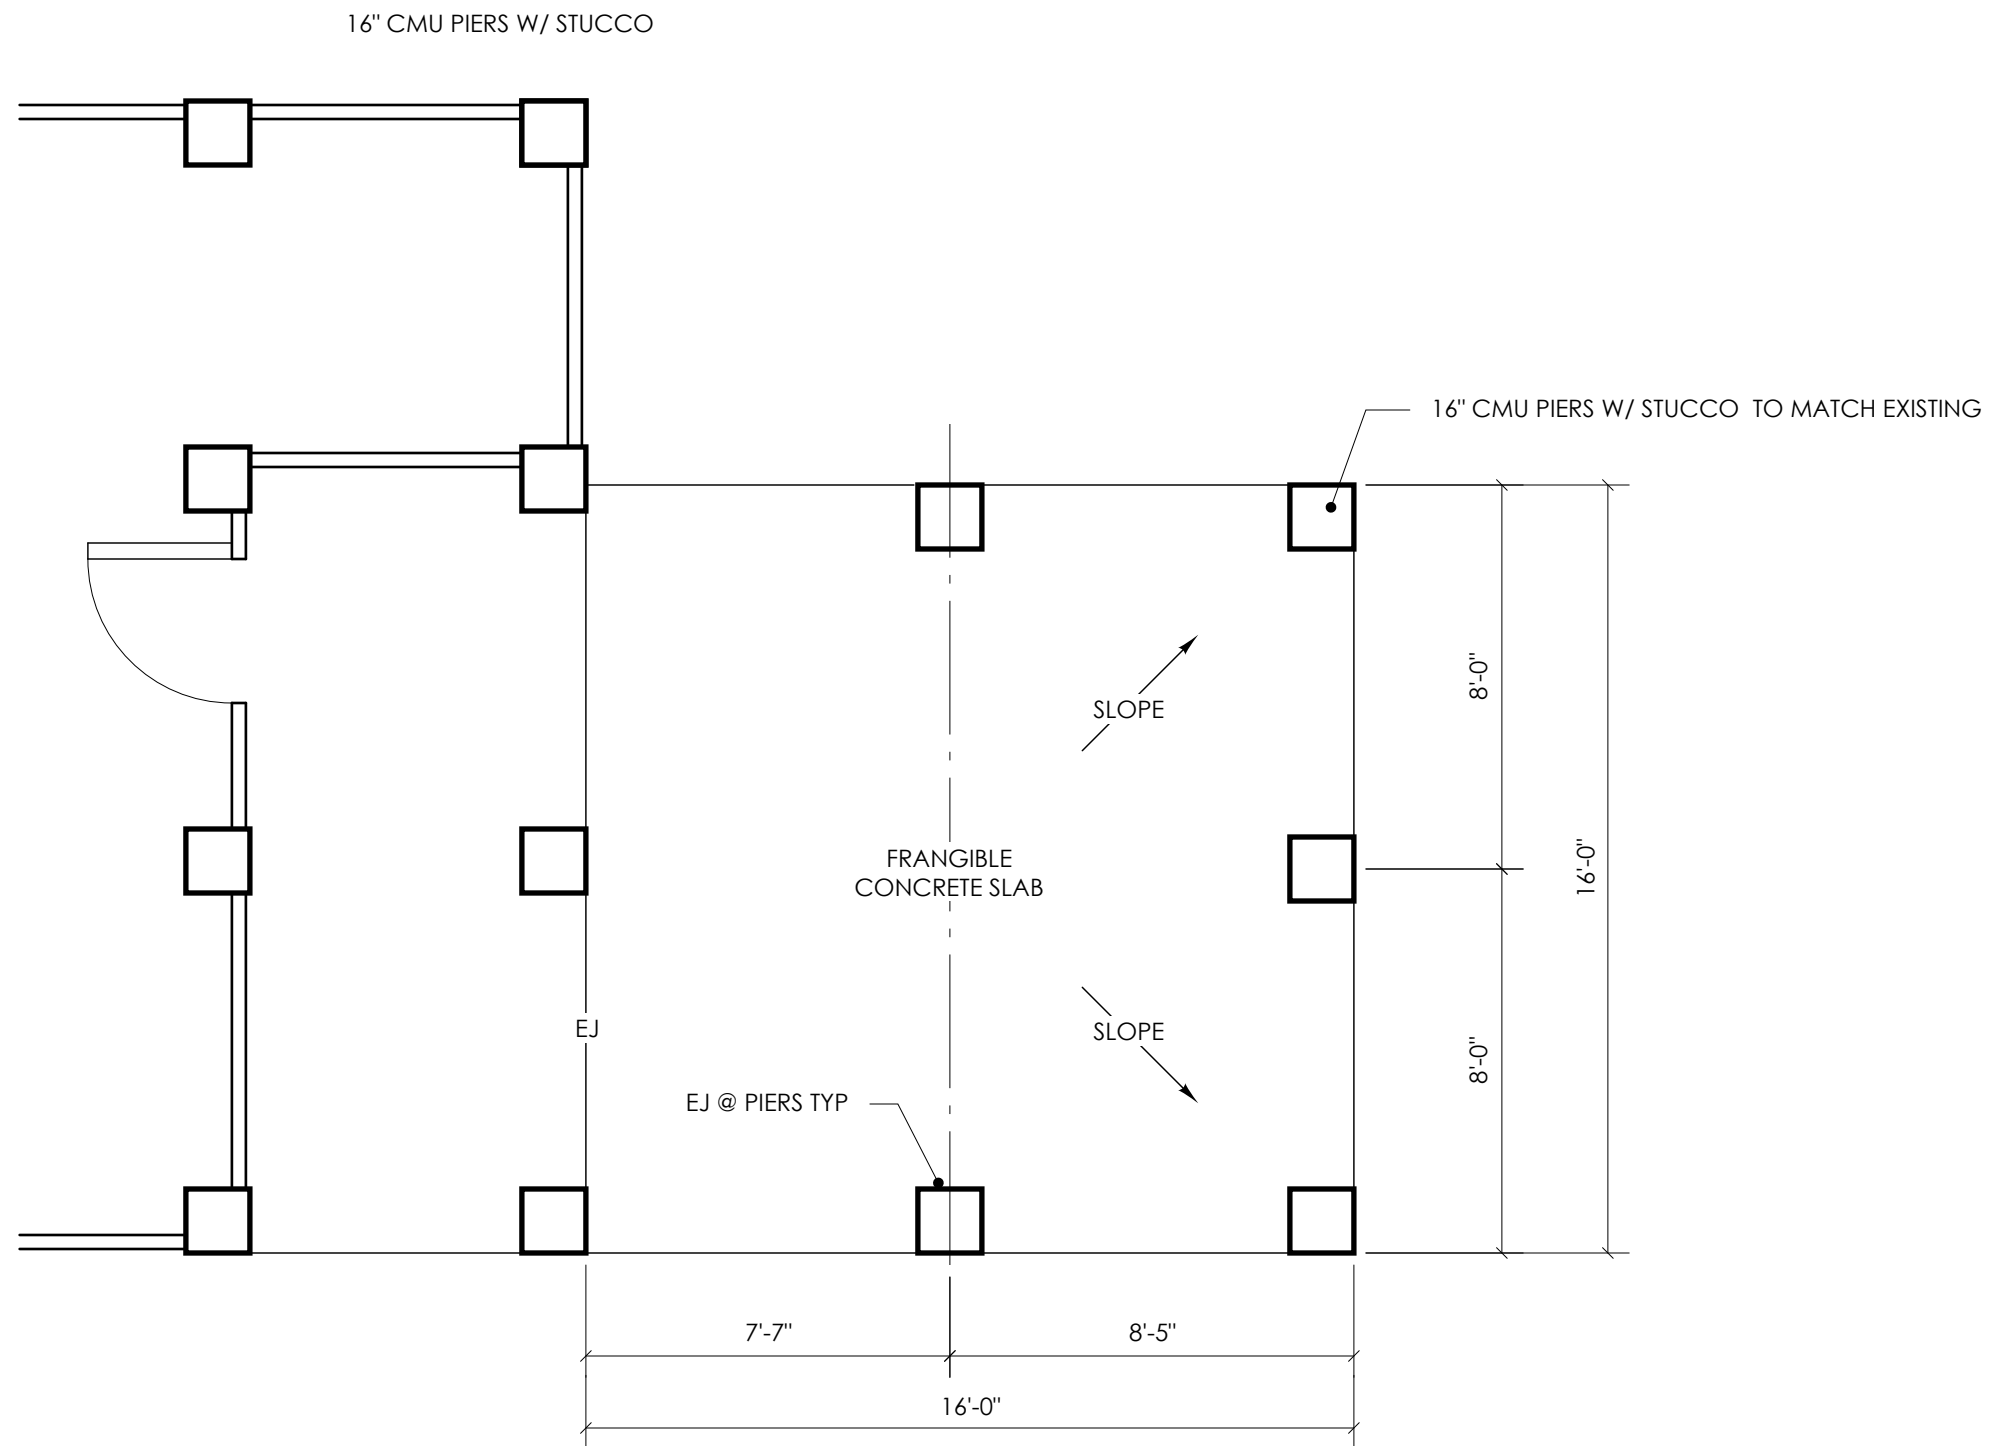 16" CMU PIERS W/ STUCCO
16" CMU PIERS W/ STUCCO  TO MATCH EXISTING
8'-0"
SLOPE
16'-0"
FRANGIBLE
CONCRETE SLAB
EJ
SLOPE
8'-0"
EJ @ PIERS TYP
7'-7"
8'-5"
16'-0"